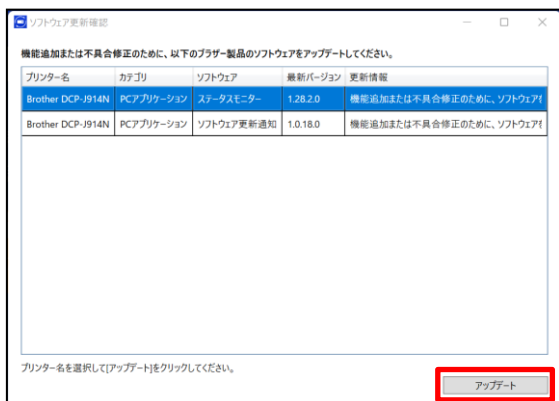 ソフトウェア更新確認
機能追加または不具合修正のために、以下のブラザー製品のソフトウェアをアップデートしてください。
プリンター名 カテゴリ ソフトウェア 最新バージョン 更新情報
Brother DCP-J914N PCアプリケーション ステータスモニター 1.28.2.0 機能追加または不具合修正のために、ソフトウェアを
Brother DCP-J914N PCアプリケーション ソフトウェア更新通知 1.0.18.0 機能追加または不具合修正のために、ソフトウェアを
プリンター名を選択して[アップデート]をクリックしてください。
アップデート